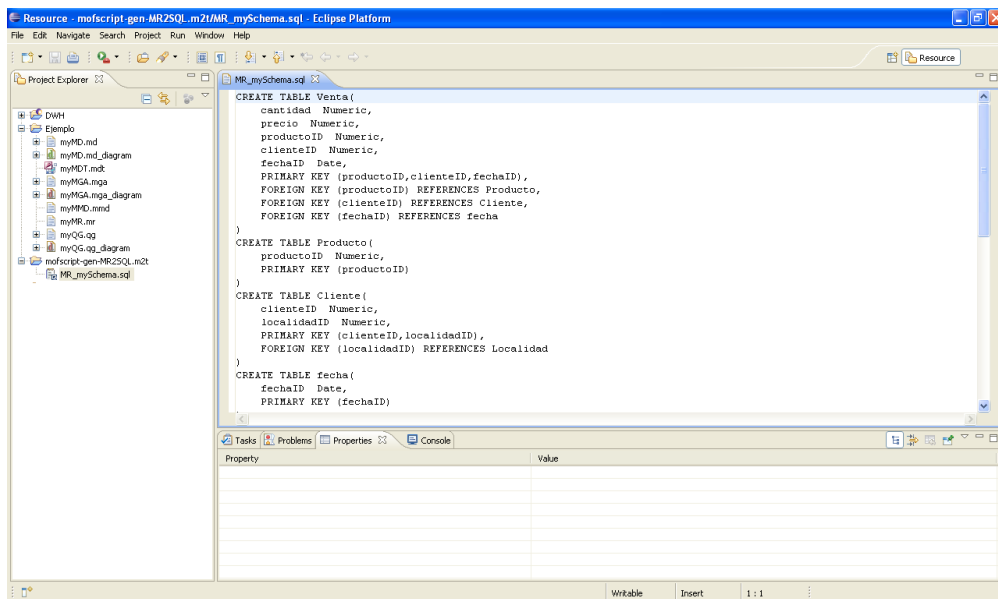 Resource - mofscript-gen-MR2SQL.m2t/MR_mySchema.sql - Eclipse Platform
File Edit Navigate Search Project Run Window Help
Resource
Project Explorer
DWH
Ejemplo
myMD.md
myMD.md_diagram
myMDT.mdt
myMGA.mga
myMGA.mga_diagram
myMMD.mmd
myMR.mr
myQG.qg
myQG.qg_diagram
mofscript-gen-MR2SQL.m2t
MR_mySchema.sql
MR_mySchema.sql
CREATE TABLE Venta(
cantidad Numeric,
precio Numeric,
productoID Numeric,
clienteID Numeric,
fechaID Date,
PRIMARY KEY (productoID,clienteID,fechaID),
FOREIGN KEY (productoID) REFERENCES Producto,
FOREIGN KEY (clienteID) REFERENCES Cliente,
FOREIGN KEY (fechaID) REFERENCES fecha
)
CREATE TABLE Producto(
productoID Numeric,
PRIMARY KEY (productoID)
)
CREATE TABLE Cliente(
clienteID Numeric,
localidadID Numeric,
PRIMARY KEY (clienteID,localidadID),
FOREIGN KEY (localidadID) REFERENCES Localidad
)
CREATE TABLE fecha(
fechaID Date,
PRIMARY KEY (fechaID)
Tasks Problems Properties Console
Property Value
Writable Insert 1 : 1